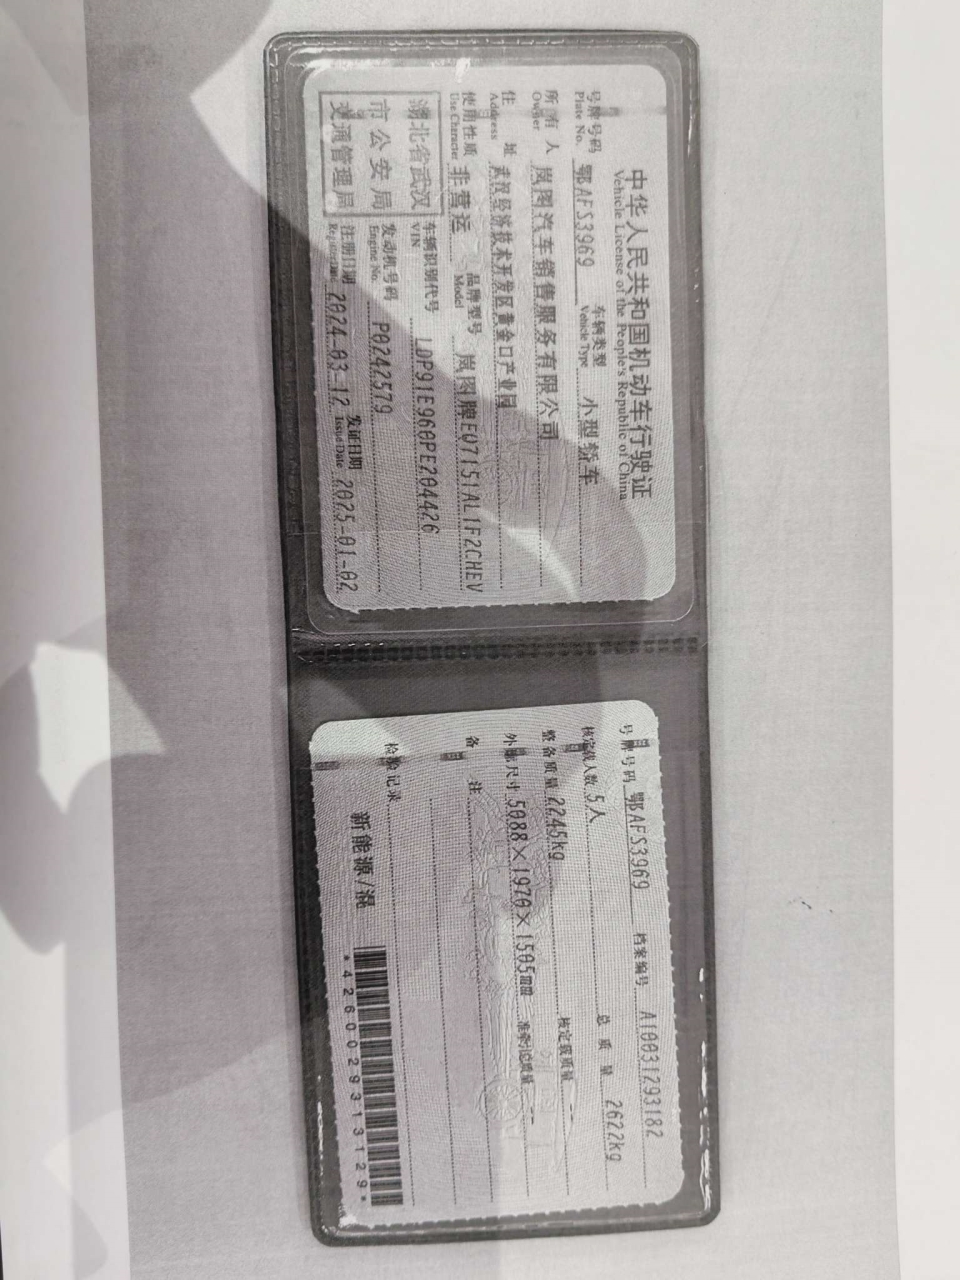 中华人民共和国机动车行驶证
Vehicle License of the People's Republic of China
号牌号码 鄂AFS3969 车辆类型 小型轿车
Plate No. Vehicle Type
所有人 岚图汽车销售服务有限公司
Owner
住址 武汉经济技术开发区黄金口产业园
Address
使用性质 非营运 品牌型号 岚图牌EQ7151AL1F2CHEV
Use Character Model
湖北省武汉
市公安局
交通管理局
车辆识别代号 LDP91E960PE204426
VIN
发动机号码 P0242579
Engine No.
注册日期 2024-03-12 发证日期 2025-01-02
Issue Date
号牌号码 鄂AFS3969 档案编号 A10031293182
核定载人数 5人 总质量 2622kg
整备质量 2245kg 核定载质量 --
外廓尺寸 5088×1970×1505mm 准牵引总质量 --
备注
检验记录
新能源/混
*4260029313129*